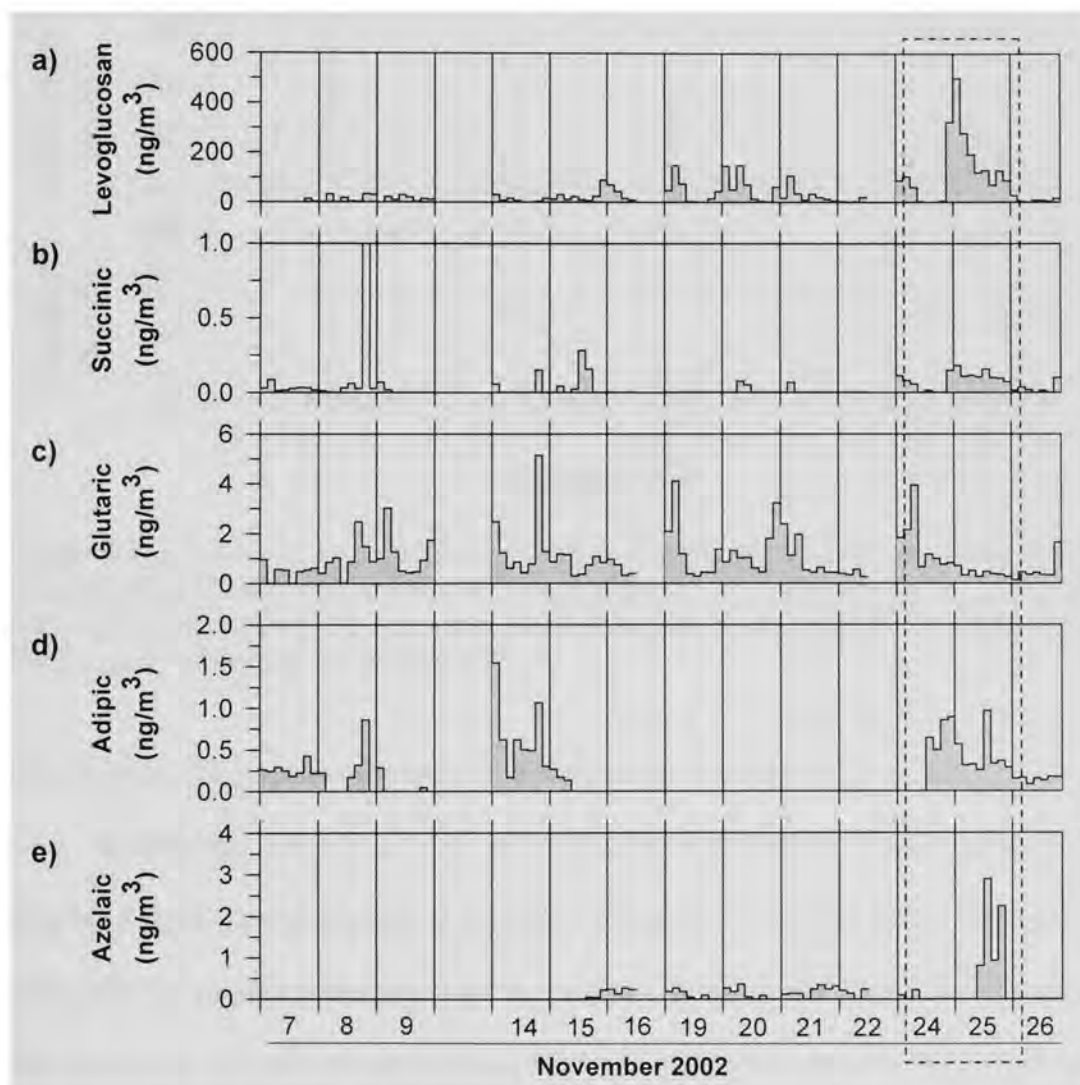 a)
Levoglucosan
(ng/m³)
600
400
200
0
b)
Succinic
(ng/m³)
1.0
0.5
0.0
c)
Glutaric
(ng/m³)
6
4
2
0
d)
Adipic
(ng/m³)
2.0
1.5
1.0
0.5
0.0
e)
Azelaic
(ng/m³)
4
3
2
1
0
7 8 9 14 15 16 19 20 21 22 24 25 26
November 2002